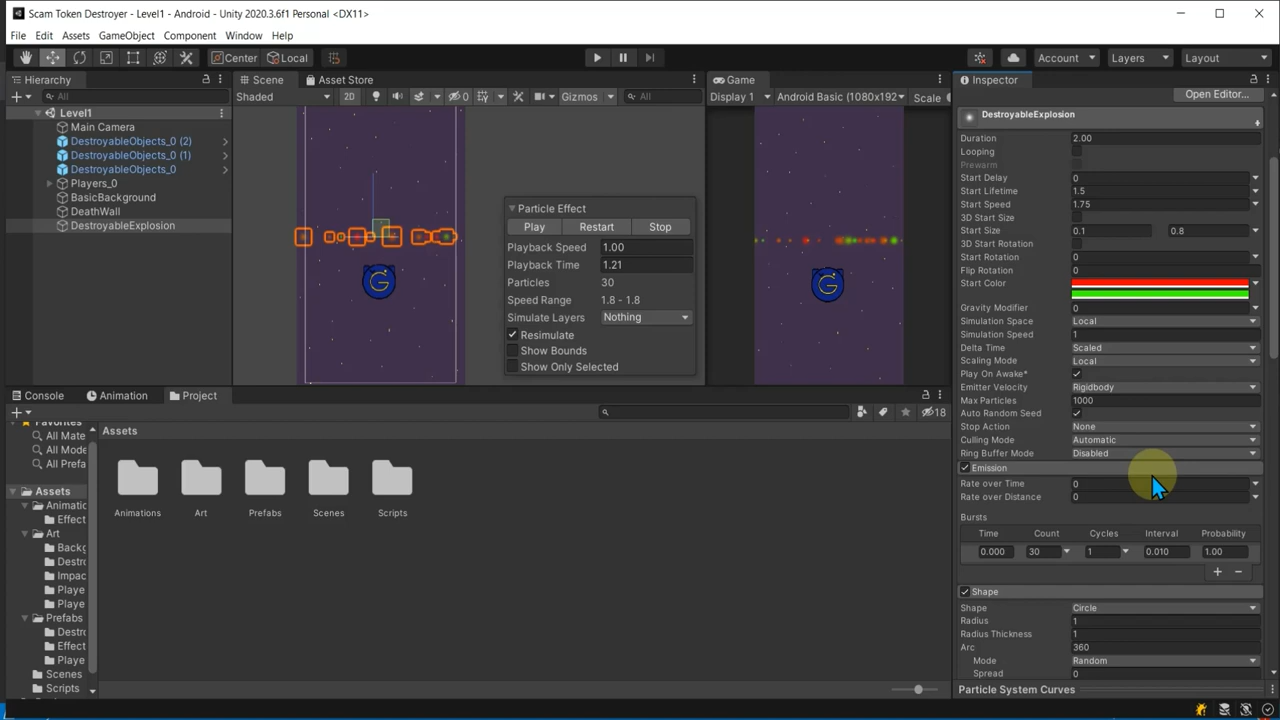 Scam Token Destroyer - Level1 - Android - Unity 2020.3.6f1 Personal <DX11>
File Edit Assets GameObject Component Window Help
Center Local Account Layers Layout
Hierarchy
All
Level1
Main Camera
DestroyableObjects_0 (2)
DestroyableObjects_0 (1)
DestroyableObjects_0
Players_0
BasicBackground
DeathWall
DestroyableExplosion
Scene Asset Store
Shaded 2D 0 Gizmos All
Particle Effect
Play Restart Stop
Playback Speed 1.00
Playback Time 1.21
Particles 30
Speed Range 1.8 - 1.8
Simulate Layers Nothing
Resimulate
Show Bounds
Show Only Selected
Game
Display 1 Android Basic (1080x192 Scale
Console Animation Project
18
Favorites
All Mate
All Mode
All Prefa
Assets
Animatio
Effect
Art
Backg
Destro
Impac
Playe
Playe
Prefabs
Destro
Effect
Playe
Scenes
Scripts
Assets
Animations Art Prefabs Scenes Scripts
Inspector
Open Editor...
DestroyableExplosion
Duration 2.00
Looping
Prewarm
Start Delay 0
Start Lifetime 1.5
Start Speed 1.75
3D Start Size
Start Size 0.1 0.8
3D Start Rotation
Start Rotation 0
Flip Rotation 0
Start Color
Gravity Modifier 0
Simulation Space Local
Simulation Speed 1
Delta Time Scaled
Scaling Mode Local
Play On Awake*
Emitter Velocity Rigidbody
Max Particles 1000
Auto Random Seed
Stop Action None
Culling Mode Automatic
Ring Buffer Mode Disabled
Emission
Rate over Time 0
Rate over Distance 0
Bursts
Time Count Cycles Interval Probability
0.000 30 1 0.010 1.00
Shape
Shape Circle
Radius 1
Radius Thickness 1
Arc 360
Mode Random
Spread 0
Particle System Curves